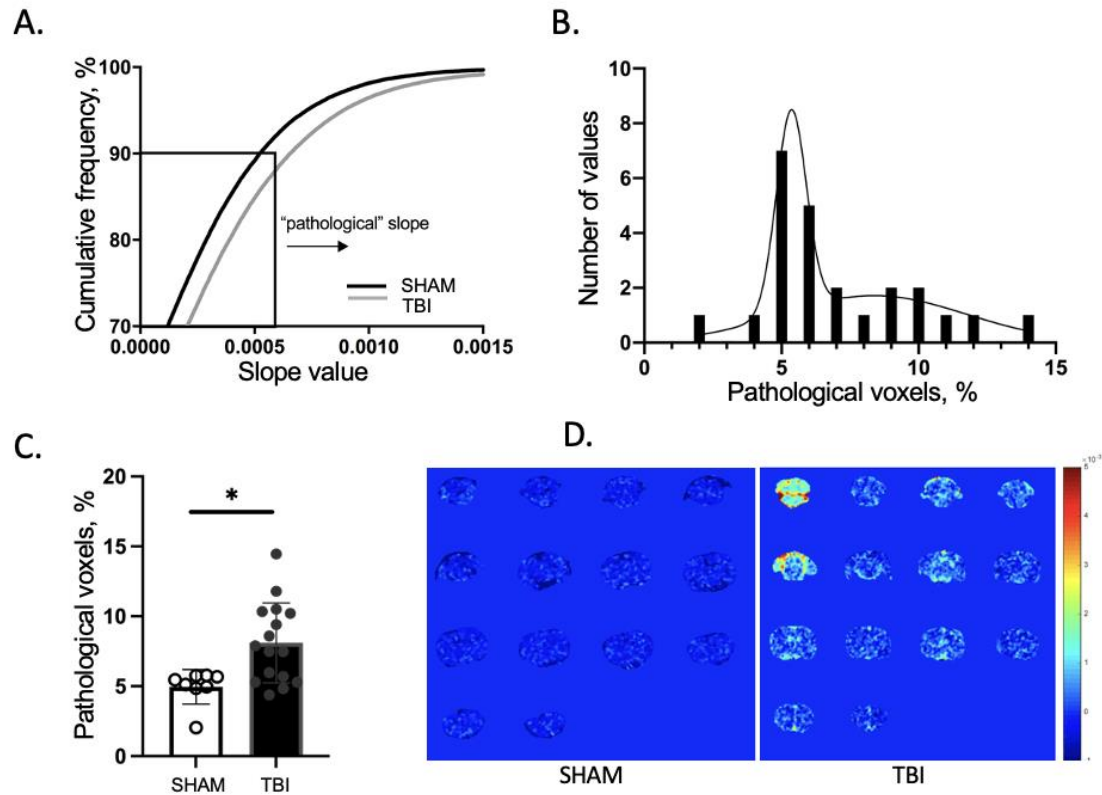 A.
Cumulative frequency, %
100
90
80
70
0.0000
0.0005
0.0010
0.0015
Slope value
“pathological” slope
SHAM
TBI
B.
Number of values
10
8
6
4
2
0
0
5
10
15
Pathological voxels, %
C.
Pathological voxels, %
20
15
10
5
0
*
SHAM
TBI
D.
SHAM
TBI
×10⁻³
5
4
3
2
1
0